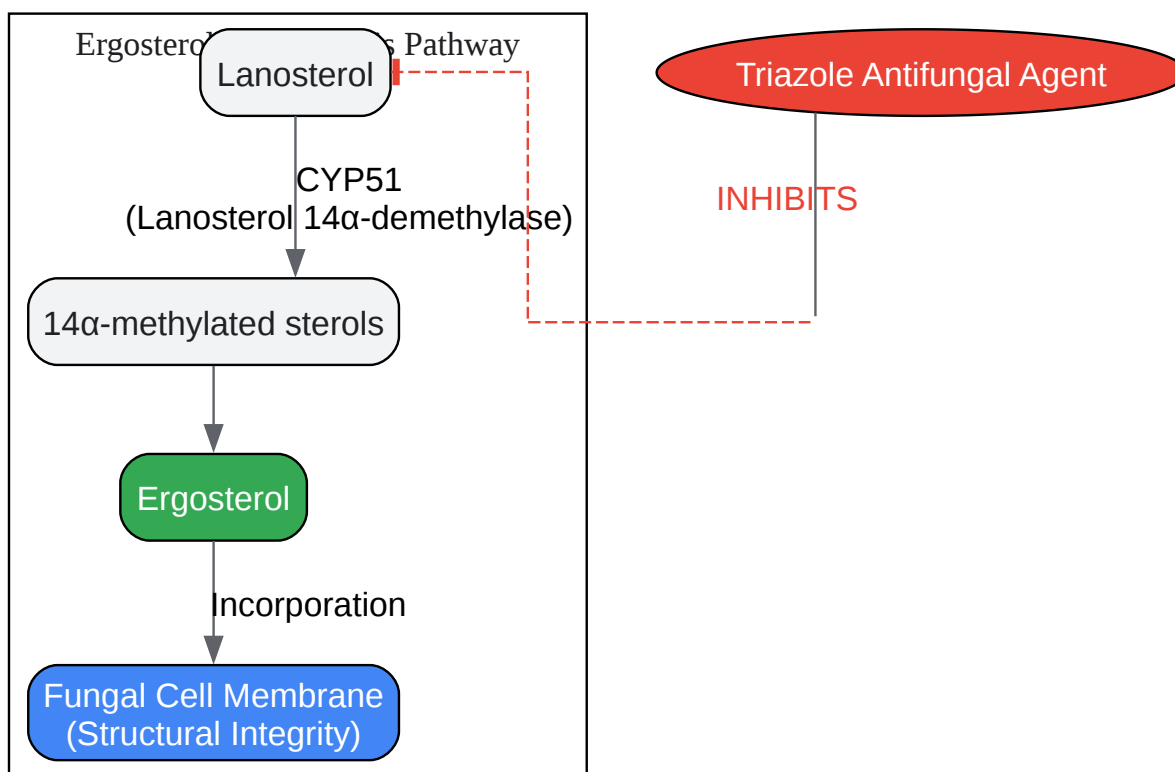 Ergosterol
s Pathway
Lanosterol
Triazole Antifungal Agent
CYP51
(Lanosterol 14α-demethylase)
INHIBITS
14α-methylated sterols
Ergosterol
Incorporation
Fungal Cell Membrane
(Structural Integrity)